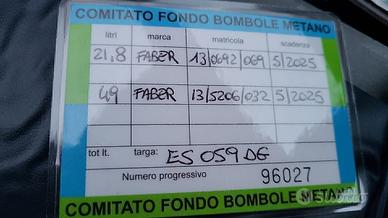 COMITATO FONDO BOMBOLE METANO
litri marca matricola scadenza
21,8 FABER 13/0692/069 5/2025
49 FABER 13/5206/032 5/2025
tot lt. targa: ES 059 DG
Numero progressivo 96027
COMITATO FONDO BOMBOLE METANO